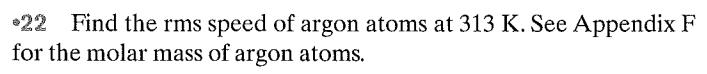 •22 Find the rms speed of argon atoms at 313 K. See Appendix F
for the molar mass of argon atoms.